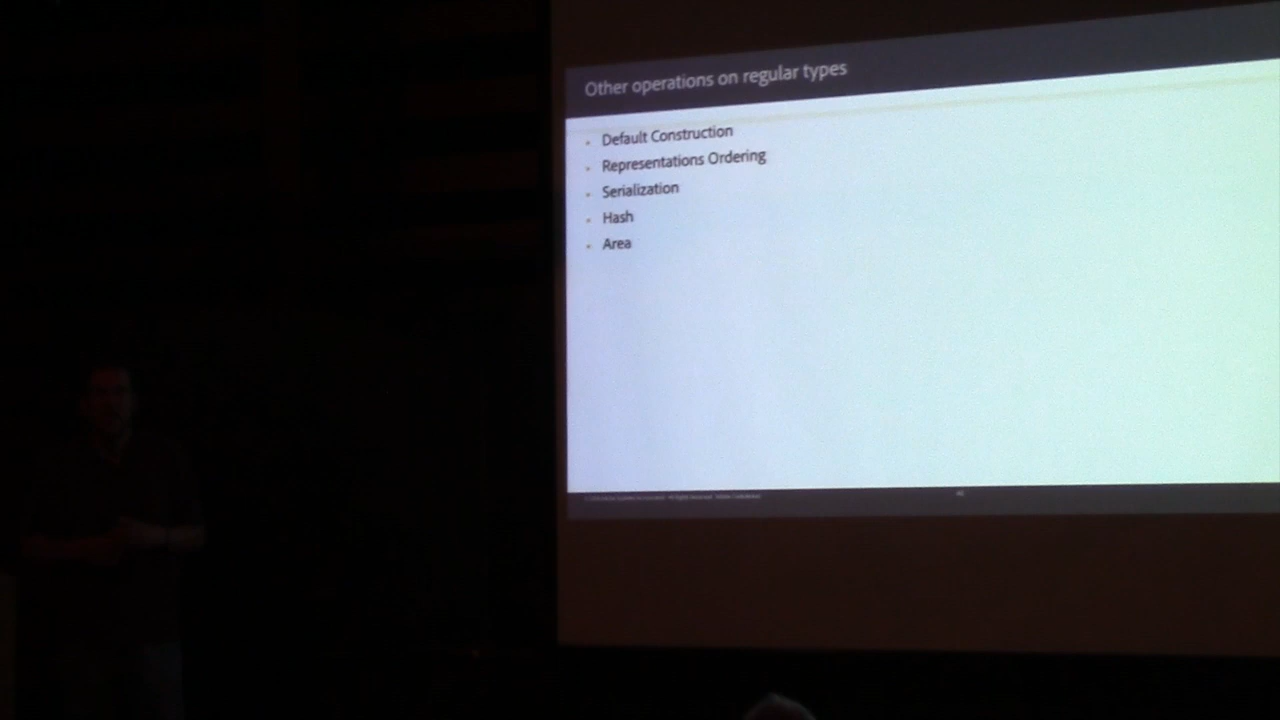 Other operations on regular types
Default Construction
Representations Ordering
Serialization
Hash
Area